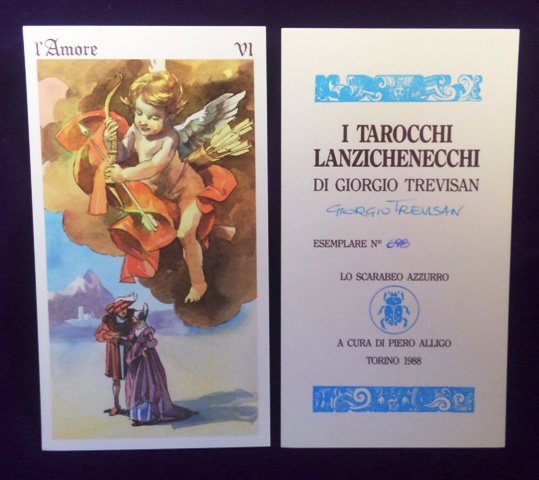 l'Amore VI
I TAROCCHI
LANZICHENECCHI
DI GIORGIO TREVISAN
GIORGIO TREVISAN
ESEMPLARE N° 698
LO SCARABEO AZZURRO
A CURA DI PIERO ALLIGO
TORINO 1988